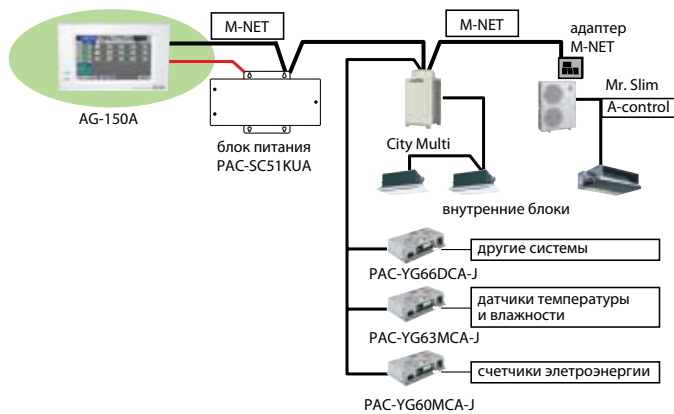 M-NET
M-NET
адаптер
M-NET
AG-150A
блок питания
PAC-SC51KUA
City Multi
Mr. Slim
A-control
внутренние блоки
другие системы
PAC-YG66DCA-J
датчики температуры
и влажности
PAC-YG63MCA-J
счетчики элетроэнергии
PAC-YG60MCA-J